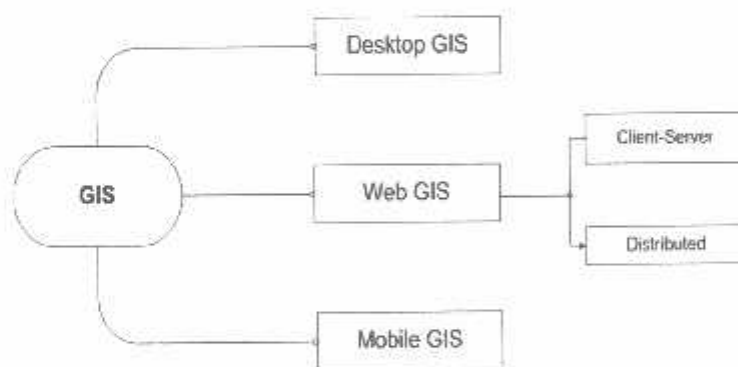 Desktop GIS
GIS
Web GIS
Client-Server
Distributed
Mobile GIS